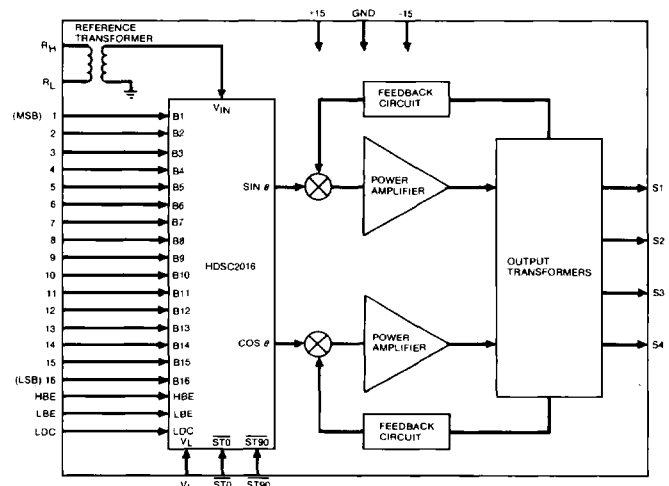 +15 GND -15
REFERENCE
TRANSFORMER
RH
RL
VIN
FEEDBACK
CIRCUIT
(MSB) 1 B1
2 B2
3 B3
4 B4
5 B5
6 B6
7 B7
8 B8
9 B9
10 B10
11 B11
12 B12
13 B13
14 B14
15 B15
(LSB) 16 B16
HBE HBE
LBE LBE
LDC LDC
HDSC2016
SIN θ
COS θ
POWER
AMPLIFIER
POWER
AMPLIFIER
OUTPUT
TRANSFORMERS
S1
S2
S3
S4
FEEDBACK
CIRCUIT
VL ST0 ST90
VL ST0 ST90